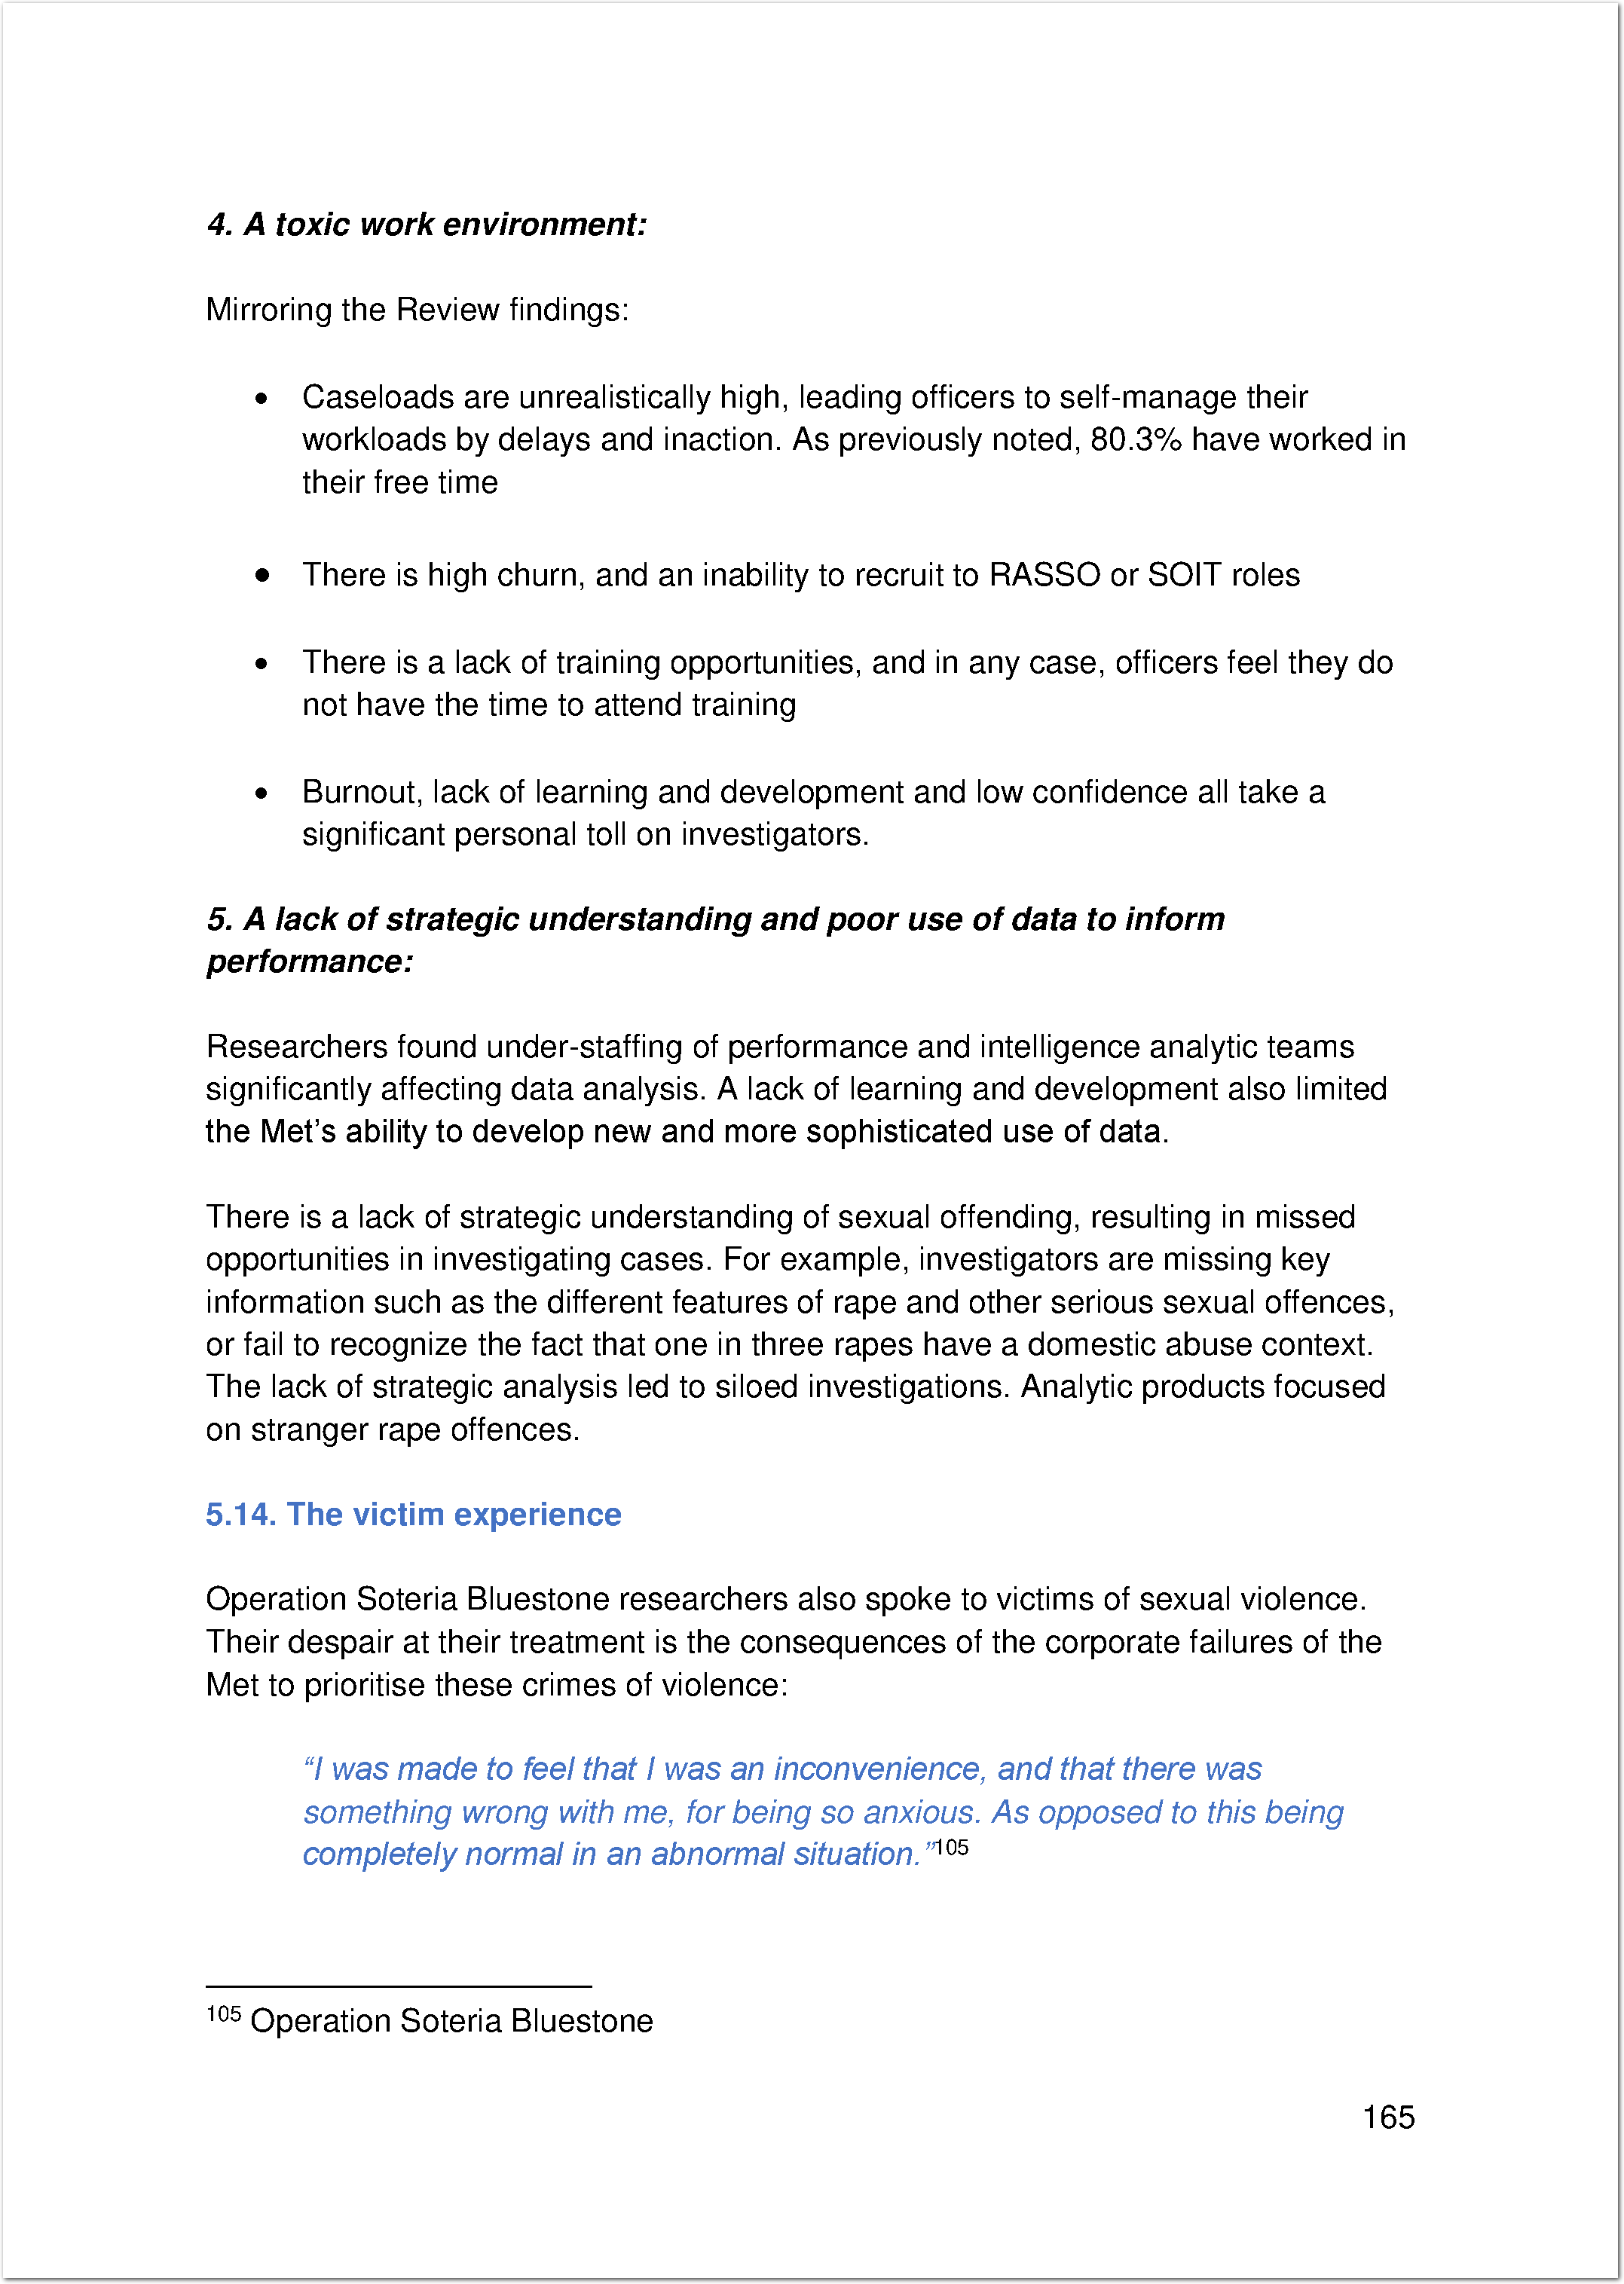 4. A toxic work environment:
Mirroring the Review findings:
• Caseloads are unrealistically high, leading officers to self-manage their
workloads by delays and inaction. As previously noted, 80.3% have worked in
their free time
• There is high churn, and an inability to recruit to RASSO or SOIT roles
• There is a lack of training opportunities, and in any case, officers feel they do
not have the time to attend training
• Burnout, lack of learning and development and low confidence all take a
significant personal toll on investigators.
5. A lack of strategic understanding and poor use of data to inform
performance:
Researchers found under-staffing of performance and intelligence analytic teams
significantly affecting data analysis. A lack of learning and development also limited
the Met’s ability to develop new and more sophisticated use of data.
There is a lack of strategic understanding of sexual offending, resulting in missed
opportunities in investigating cases. For example, investigators are missing key
information such as the different features of rape and other serious sexual offences,
or fail to recognize the fact that one in three rapes have a domestic abuse context.
The lack of strategic analysis led to siloed investigations. Analytic products focused
on stranger rape offences.
5.14. The victim experience
Operation Soteria Bluestone researchers also spoke to victims of sexual violence.
Their despair at their treatment is the consequences of the corporate failures of the
Met to prioritise these crimes of violence:
“I was made to feel that I was an inconvenience, and that there was
something wrong with me, for being so anxious. As opposed to this being
completely normal in an abnormal situation.”105
105 Operation Soteria Bluestone
165